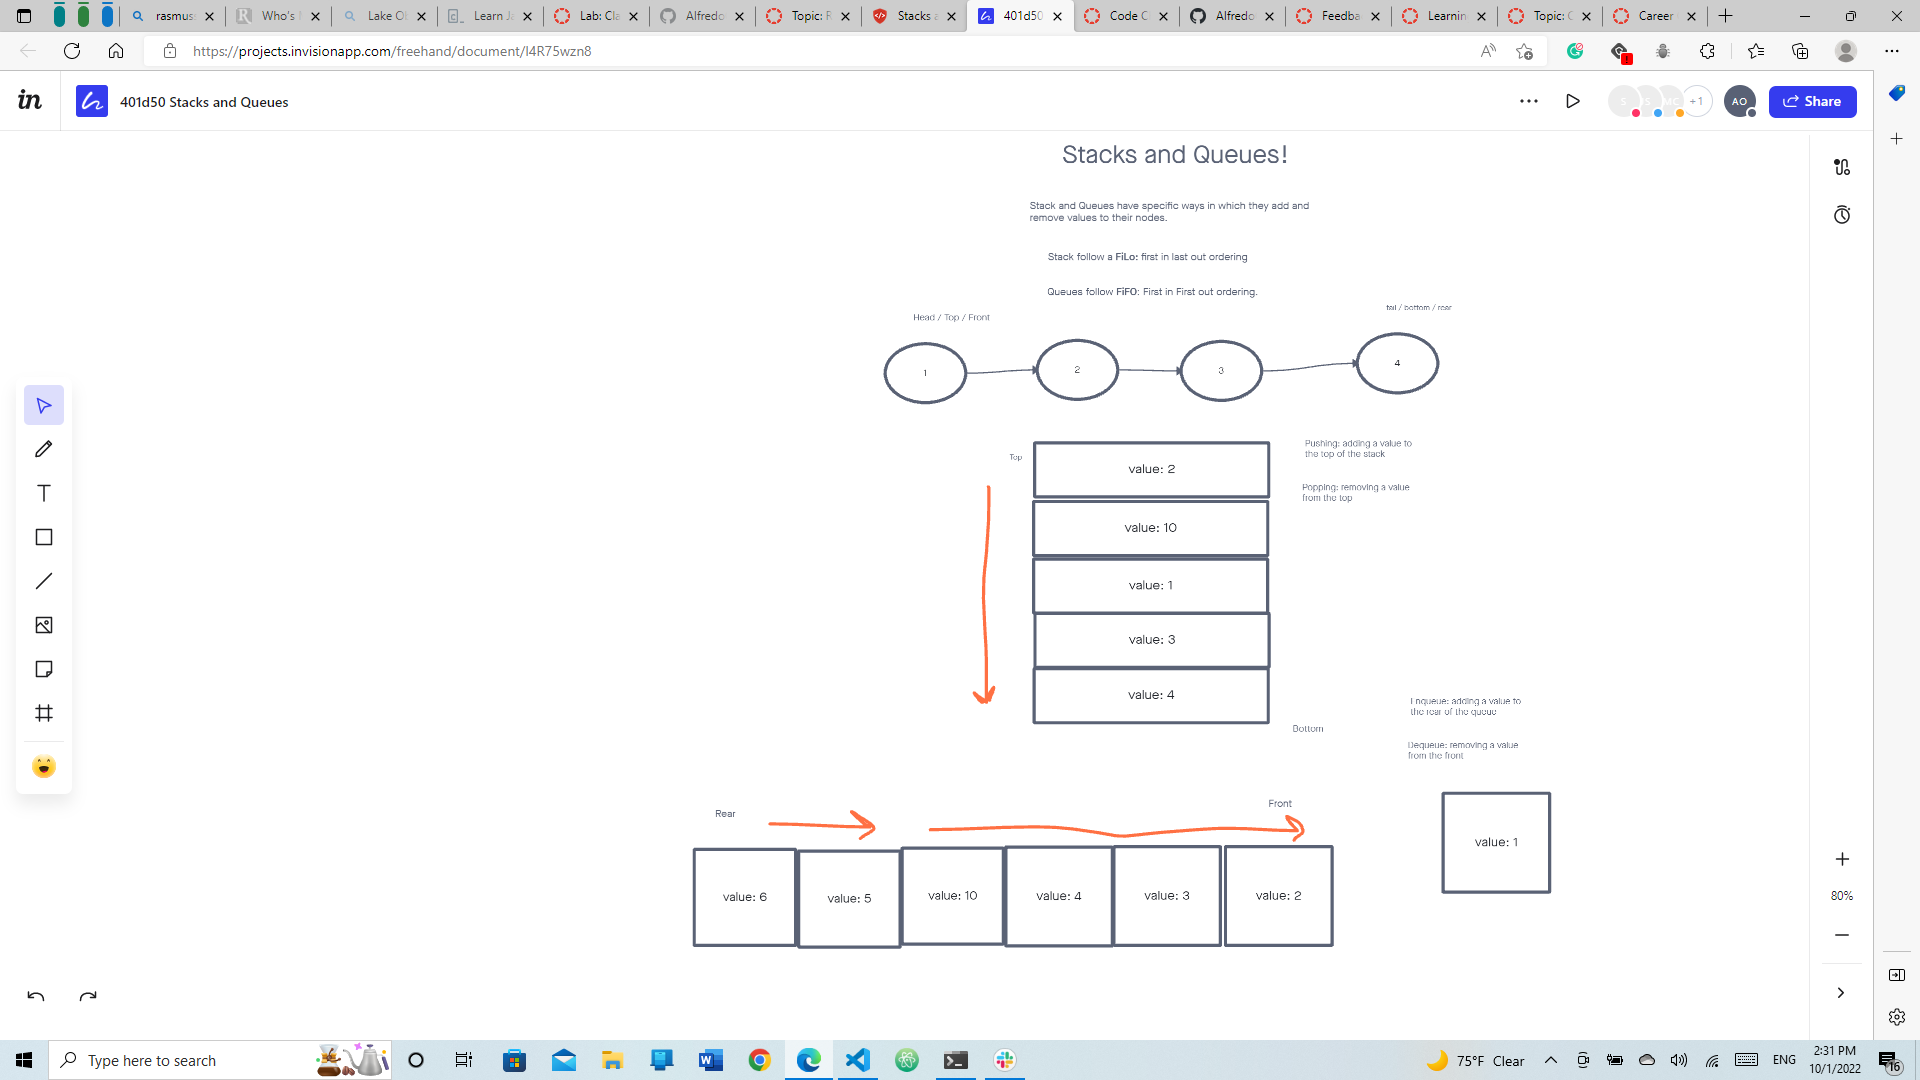 rasmus:
Who's
Lake O
Learn Ja
Lab: Cla
Alfredo
Topic: R
Stacks a
401d50
Code C
Alfredo
Feedba
Learnin
Topic: C
Career
https://projects.invisionapp.com/freehand/document/l4R75wzn8
in
401d50 Stacks and Queues
S
S
MC
+1
AO
Share
Stacks and Queues!
Stack and Queues have specific ways in which they add and
remove values to their nodes.
Stack follow a FiLo: first in last out ordering
Queues follow FiFO: First in First out ordering.
Head / Top / Front
tail / bottom / rear
1
2
3
4
Top
value: 2
value: 10
value: 1
value: 3
value: 4
Bottom
Pushing: adding a value to
the top of the stack
Popping: removing a value
from the top
Enqueue: adding a value to
the rear of the queue
Dequeue: removing a value
from the front
Rear
Front
value: 6
value: 5
value: 10
value: 4
value: 3
value: 2
value: 1
80%
Type here to search
75°F Clear
ENG
2:31 PM
10/1/2022
16